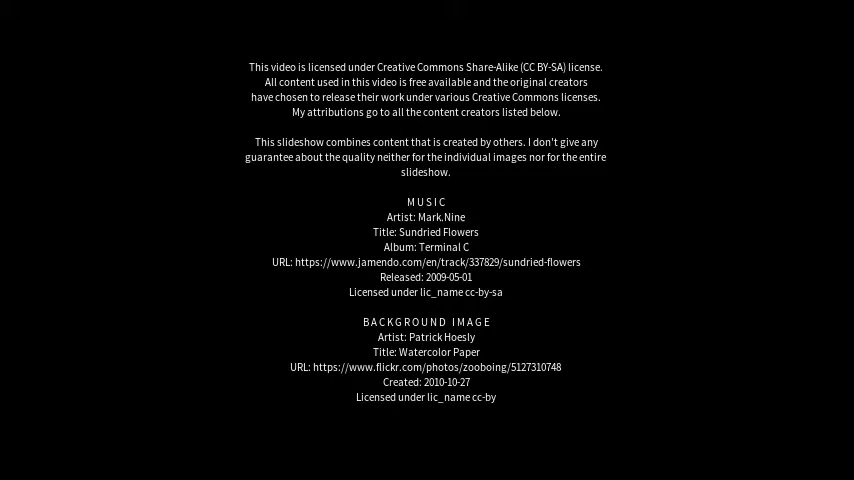 This video is licensed under Creative Commons Share-Alike (CC BY-SA) license.
All content used in this video is free available and the original creators
have chosen to release their work under various Creative Commons licenses.
My attributions go to all the content creators listed below.
This slideshow combines content that is created by others. I don't give any
guarantee about the quality neither for the individual images nor for the entire
slideshow.
MUSIC
Artist: Mark.Nine
Title: Sundried Flowers
Album: Terminal C
URL: https://www.jamendo.com/en/track/337829/sundried-flowers
Released: 2009-05-01
Licensed under lic_name cc-by-sa
BACKGROUND IMAGE
Artist: Patrick Hoesly
Title: Watercolor Paper
URL: https://www.flickr.com/photos/zooboing/5127310748
Created: 2010-10-27
Licensed under lic_name cc-by